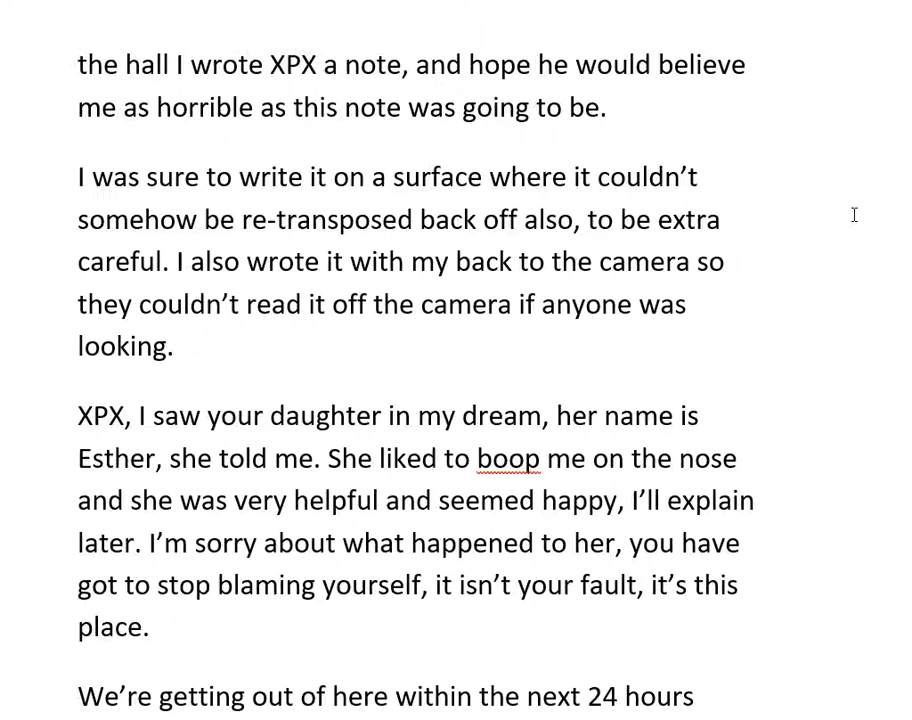 the hall I wrote XPX a note, and hope he would believe
me as horrible as this note was going to be.
I was sure to write it on a surface where it couldn’t
somehow be re-transposed back off also, to be extra
careful. I also wrote it with my back to the camera so
they couldn’t read it off the camera if anyone was
looking.
XPX, I saw your daughter in my dream, her name is
Esther, she told me. She liked to boop me on the nose
and she was very helpful and seemed happy, I’ll explain
later. I’m sorry about what happened to her, you have
got to stop blaming yourself, it isn’t your fault, it’s this
place.
We’re getting out of here within the next 24 hours